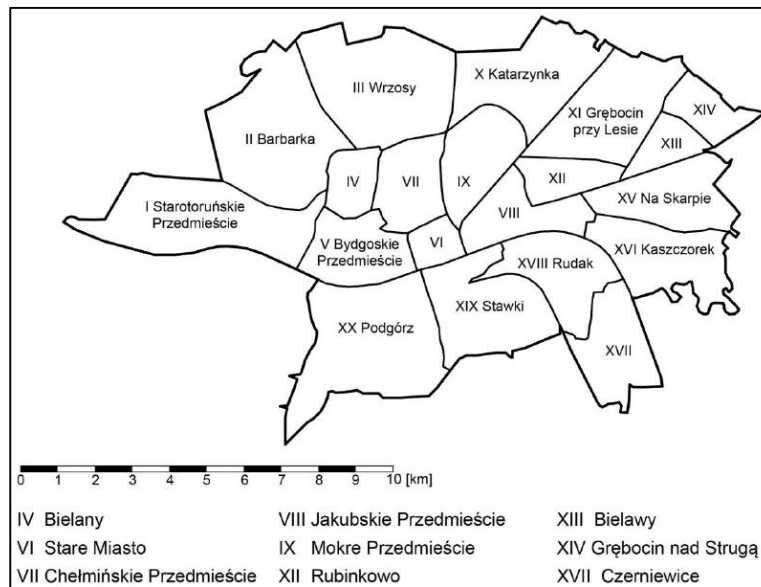 X Katarzynka
III Wrzosy
XI Grębocin
przy Lesie
XIV
II Barbarka
XIII
IV
VII
IX
XII
XV Na Skarpie
I Starotoruńskie
Przedmieście
VIII
V Bydgoskie
Przedmieście
VI
XVI Kaszczorek
XVIII Rudak
XIX Stawki
XX Podgórz
XVII
0 1 2 3 4 5 6 7 8 9 10 [km]
IV Bielany
VIII Jakubskie Przedmieście
XIII Bielawy
VI Stare Miasto
IX Mokre Przedmieście
XIV Grębocin nad Strugą
VII Chełmińskie Przedmieście
XII Rubinkowo
XVII Czerniewice